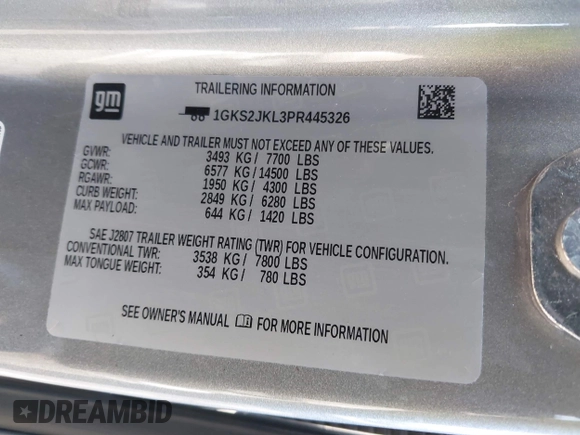 gm
TRAILERING INFORMATION
1GKS2JKL3PR445326
VEHICLE AND TRAILER MUST NOT EXCEED ANY OF THESE VALUES.
GVWR: 3493 KG/ 7700 LBS
GCWR: 6577 KG/14500 LBS
RGAWR: 1950 KG/ 4300 LBS
CURB WEIGHT: 2849 KG/ 6280 LBS
MAX PAYLOAD: 644 KG/ 1420 LBS
SAE J2807 TRAILER WEIGHT RATING (TWR) FOR VEHICLE CONFIGURATION.
CONVENTIONAL TWR: 3538 KG/ 7800 LBS
MAX TONGUE WEIGHT: 354 KG/ 780 LBS
SEE OWNER'S MANUAL FOR MORE INFORMATION
DREAMBID